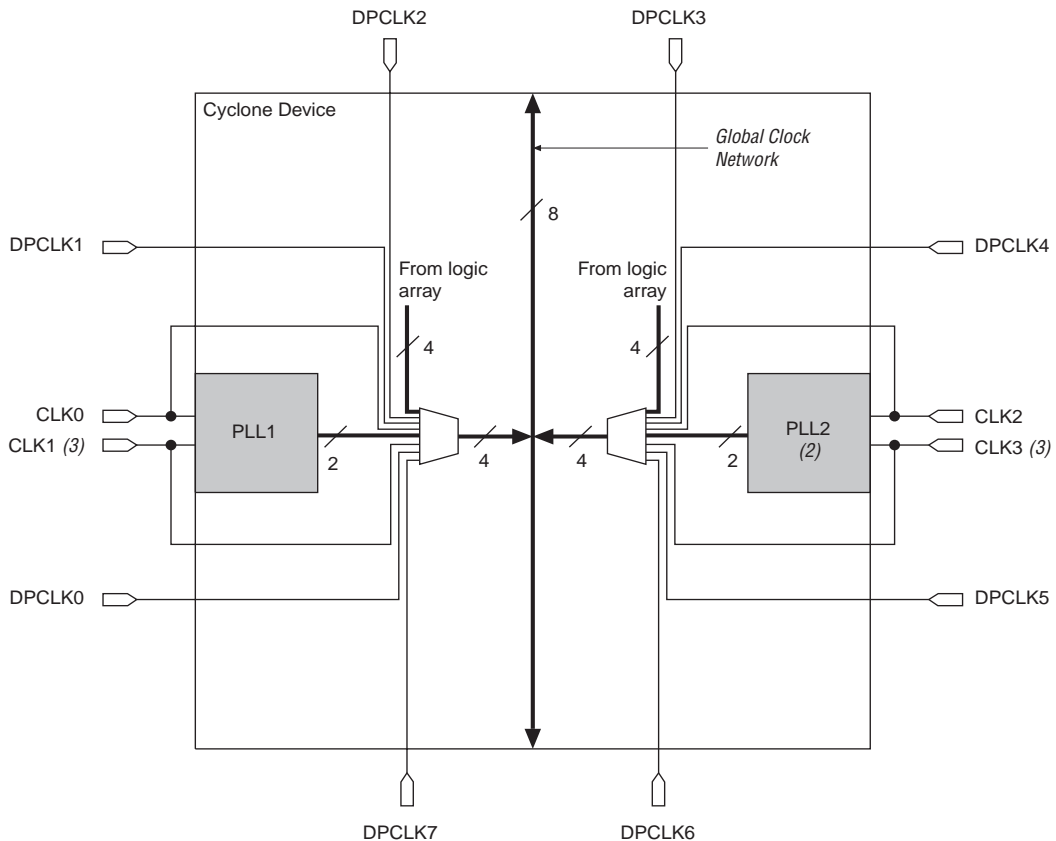 DPCLK2
DPCLK3
Cyclone Device
Global Clock
Network
8
DPCLK1
DPCLK4
From logic
array
From logic
array
4
4
CLK0
CLK2
PLL1
PLL2
(2)
CLK1 (3)
CLK3 (3)
2
4
4
2
DPCLK0
DPCLK5
DPCLK7
DPCLK6